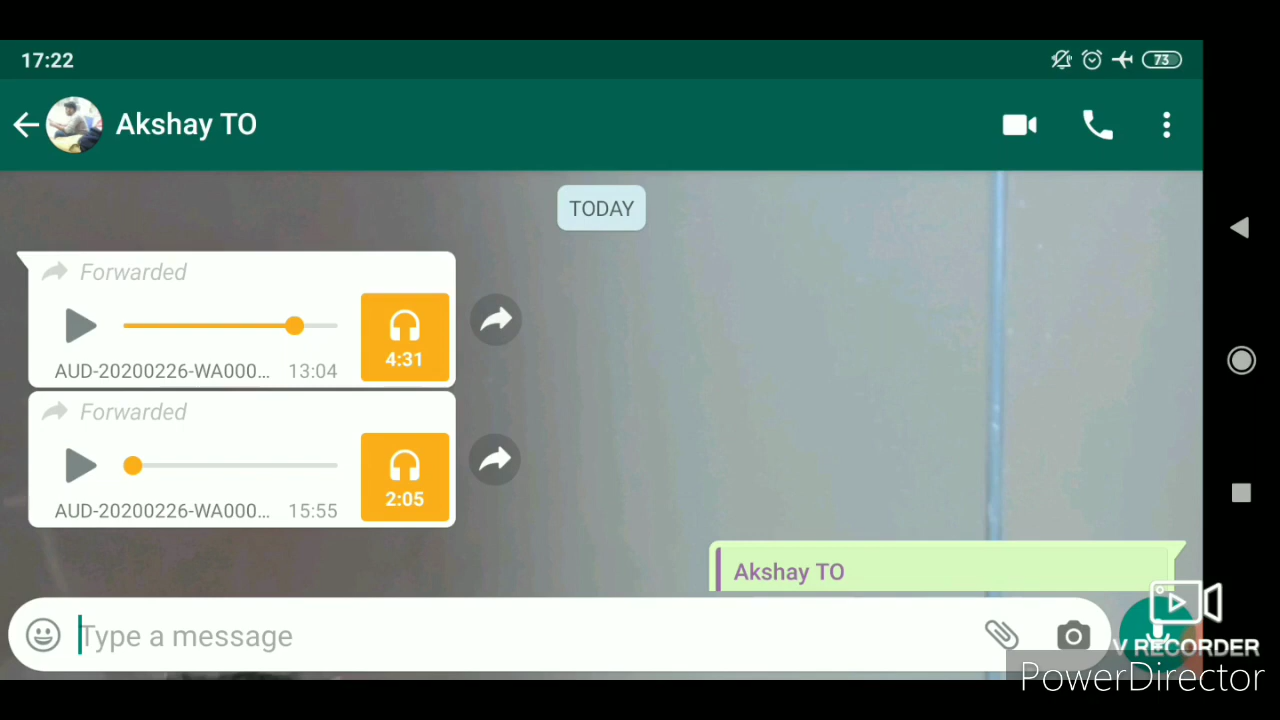 17:22
73
Akshay TO
TODAY
Forwarded
4:31
AUD-20200226-WA000... 13:04
Forwarded
2:05
AUD-20200226-WA000... 15:55
Akshay TO
Type a message
V RECORDER
PowerDirector